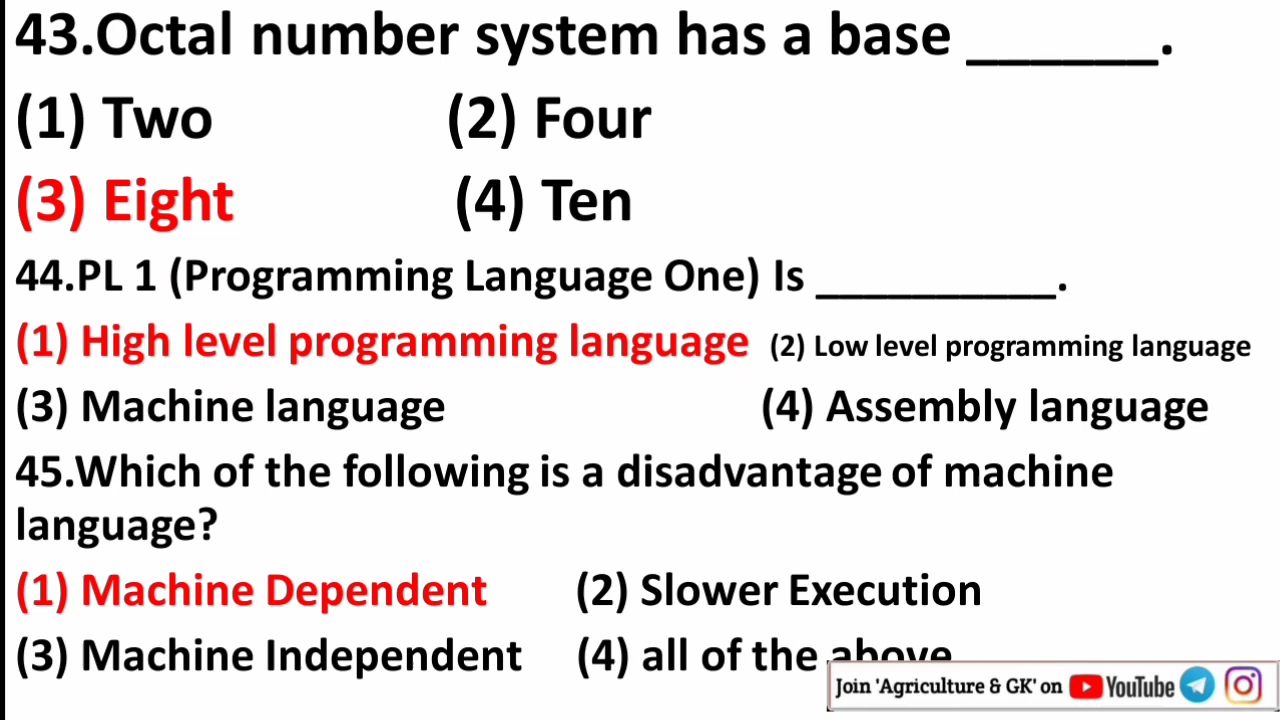 43.Octal number system has a base ______.
(1) Two (2) Four
(3) Eight (4) Ten
44.PL 1 (Programming Language One) Is __________.
(1) High level programming language (2) Low level programming language
(3) Machine language (4) Assembly language
45.Which of the following is a disadvantage of machine
language?
(1) Machine Dependent (2) Slower Execution
(3) Machine Independent (4) all of the above
Join 'Agriculture & GK' on YouTube